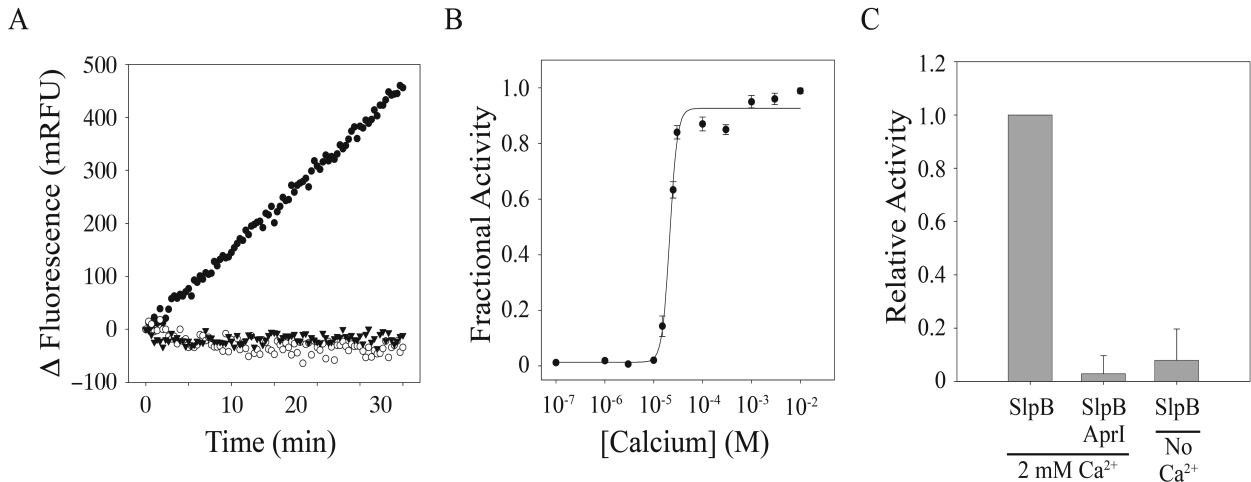 A
Δ Fluorescence (mRFU)
500
400
300
200
100
0
−100
0 10 20 30
Time (min)
B
Fractional Activity
1.0
0.8
0.6
0.4
0.2
0
10⁻⁷ 10⁻⁶ 10⁻⁵ 10⁻⁴ 10⁻³ 10⁻²
[Calcium] (M)
C
Relative Activity
1.2
1.0
0.8
0.6
0.4
0.2
0
SlpB SlpB SlpB
AprI No
2 mM Ca²⁺ Ca²⁺